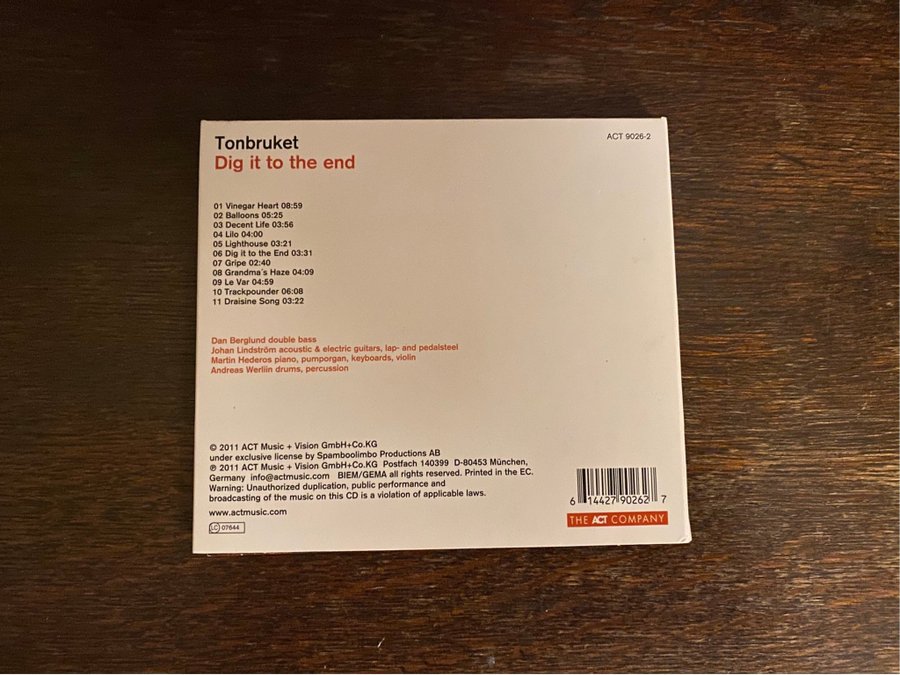 Tonbruket
Dig it to the end
ACT 9026-2
01 Vinegar Heart 08:59
02 Balloons 05:25
03 Decent Life 03:56
04 Lilo 04:00
05 Lighthouse 03:21
06 Dig it to the End 03:31
07 Gripe 02:40
08 Grandma´s Haze 04:09
09 Le Var 04:59
10 Trackpounder 06:08
11 Draisine Song 03:22
Dan Berglund double bass
Johan Lindström acoustic & electric guitars, lap- and pedalsteel
Martin Hederos piano, pumporgan, keyboards, violin
Andreas Werliin drums, percussion
© 2011 ACT Music + Vision GmbH+Co.KG
under exclusive license by Spamboolimbo Productions AB
℗ 2011 ACT Music + Vision GmbH+Co.KG Postfach 140399 D-80453 München,
Germany info@actmusic.com BIEM/GEMA all rights reserved. Printed in the EC.
Warning: Unauthorized duplication, public performance and
broadcasting of the music on this CD is a violation of applicable laws.
www.actmusic.com
LC 07644
6 14427 90262 7
THE ACT COMPANY